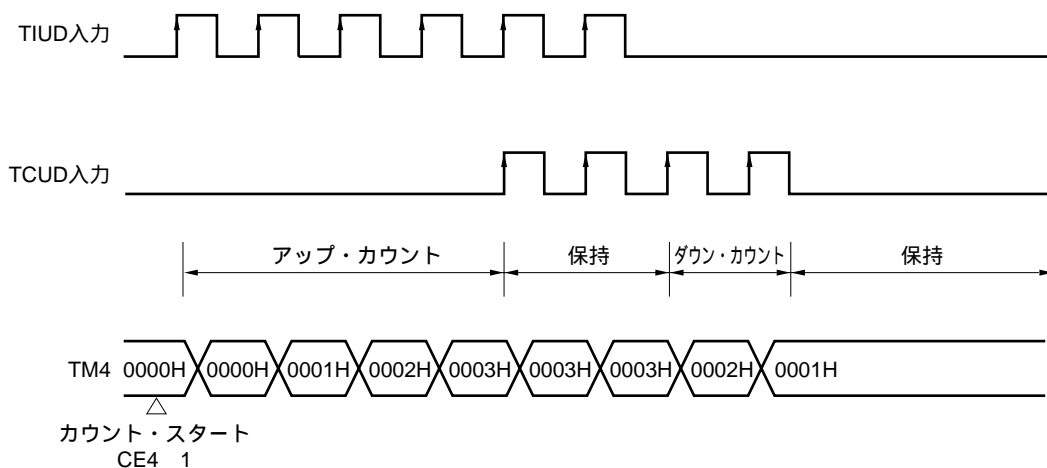 TIUD入力
TCUD入力
アップ・カウント 保持 ダウン・カウント 保持
TM4 0000H 0000H 0001H 0002H 0003H 0003H 0003H 0002H 0001H
カウント・スタート
CE4 1